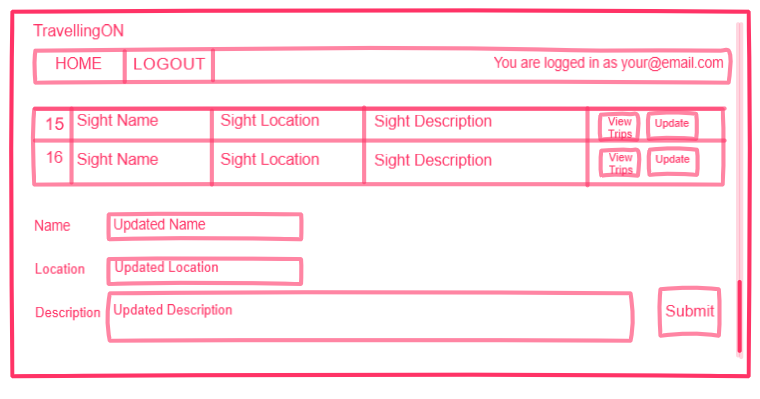 TravellingON
HOME LOGOUT You are logged in as your@email.com
15 Sight Name Sight Location Sight Description View Trips Update
16 Sight Name Sight Location Sight Description View Trips Update
Name Updated Name
Location Updated Location
Description Updated Description Submit